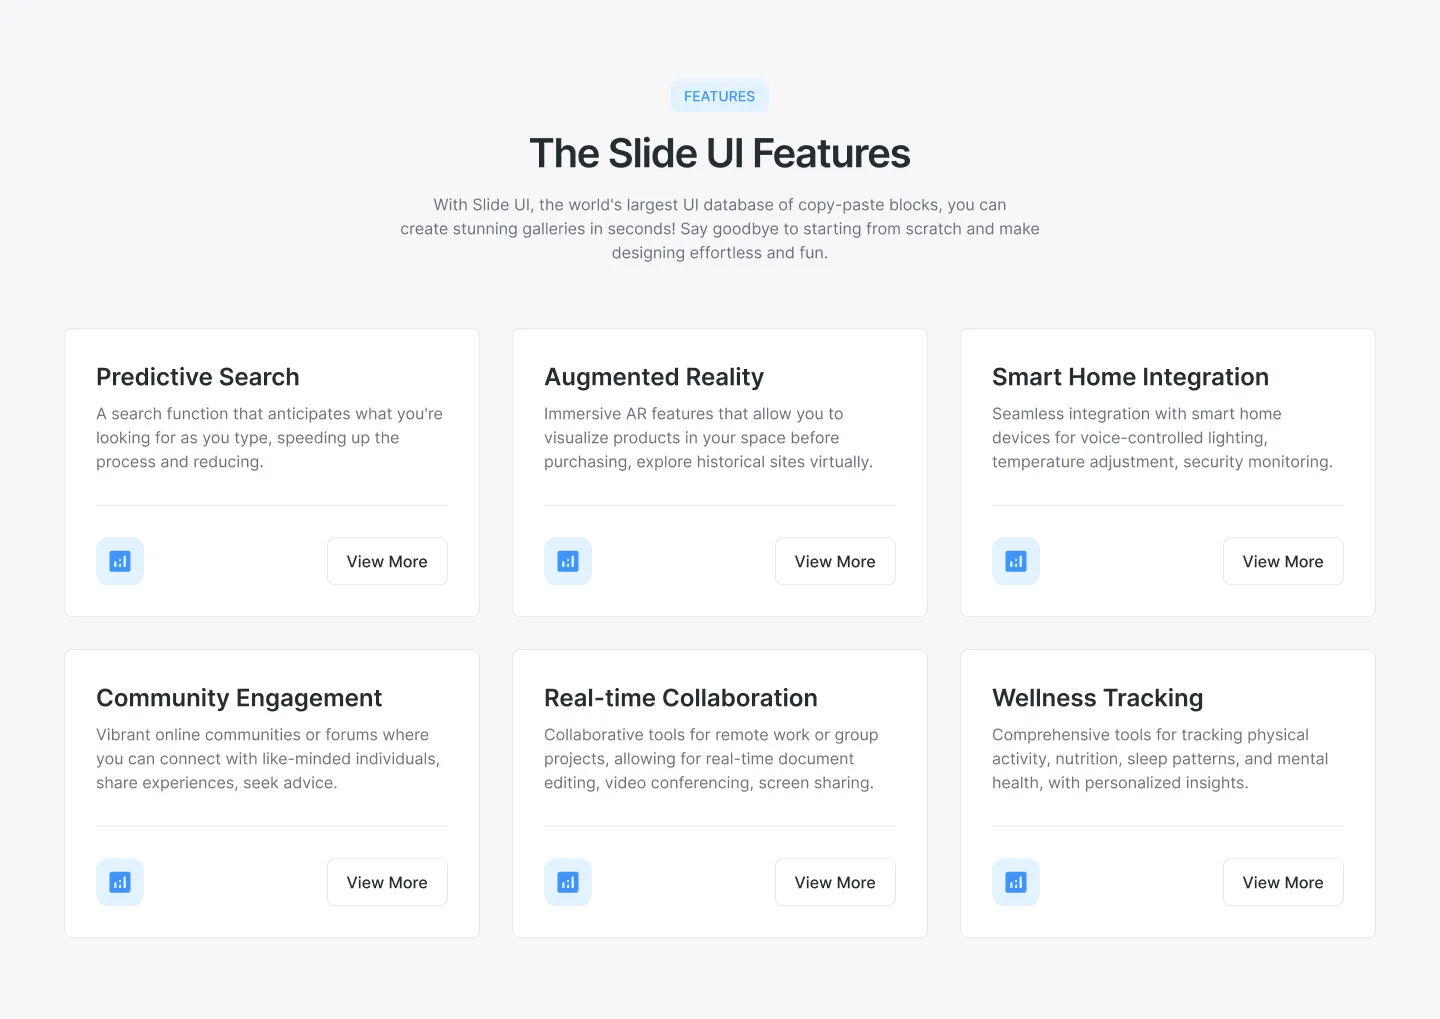 FEATURES
The Slide UI Features
With Slide UI, the world's largest UI database of copy-paste blocks, you can
create stunning galleries in seconds! Say goodbye to starting from scratch and make
designing effortless and fun.
Predictive Search
A search function that anticipates what you're
looking for as you type, speeding up the
process and reducing.
View More
Augmented Reality
Immersive AR features that allow you to
visualize products in your space before
purchasing, explore historical sites virtually.
View More
Smart Home Integration
Seamless integration with smart home
devices for voice-controlled lighting,
temperature adjustment, security monitoring.
View More
Community Engagement
Vibrant online communities or forums where
you can connect with like-minded individuals,
share experiences, seek advice.
View More
Real-time Collaboration
Collaborative tools for remote work or group
projects, allowing for real-time document
editing, video conferencing, screen sharing.
View More
Wellness Tracking
Comprehensive tools for tracking physical
activity, nutrition, sleep patterns, and mental
health, with personalized insights.
View More